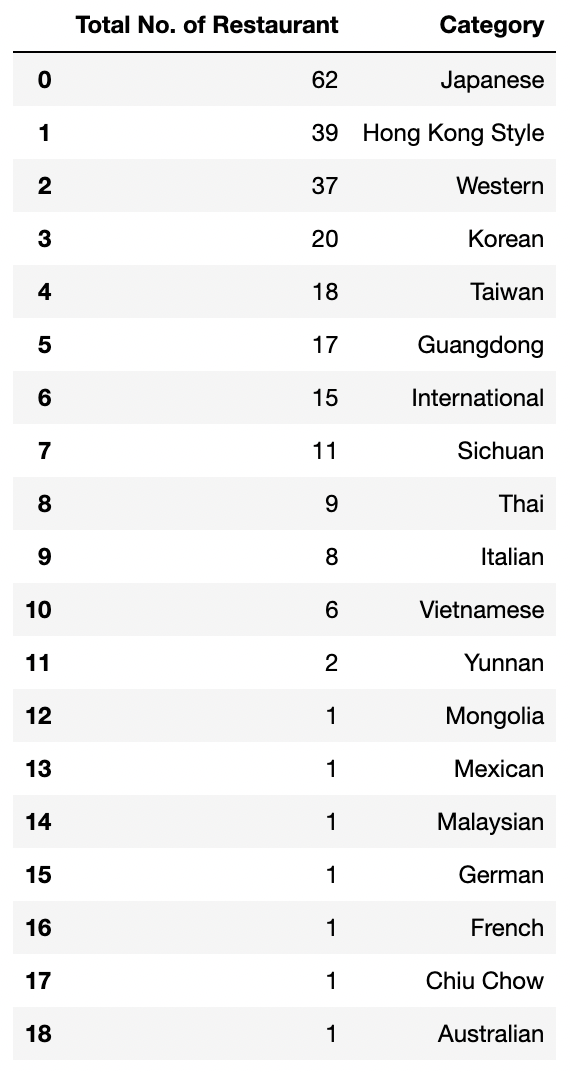 Total No. of Restaurant Category
0 62 Japanese
1 39 Hong Kong Style
2 37 Western
3 20 Korean
4 18 Taiwan
5 17 Guangdong
6 15 International
7 11 Sichuan
8 9 Thai
9 8 Italian
10 6 Vietnamese
11 2 Yunnan
12 1 Mongolia
13 1 Mexican
14 1 Malaysian
15 1 German
16 1 French
17 1 Chiu Chow
18 1 Australian